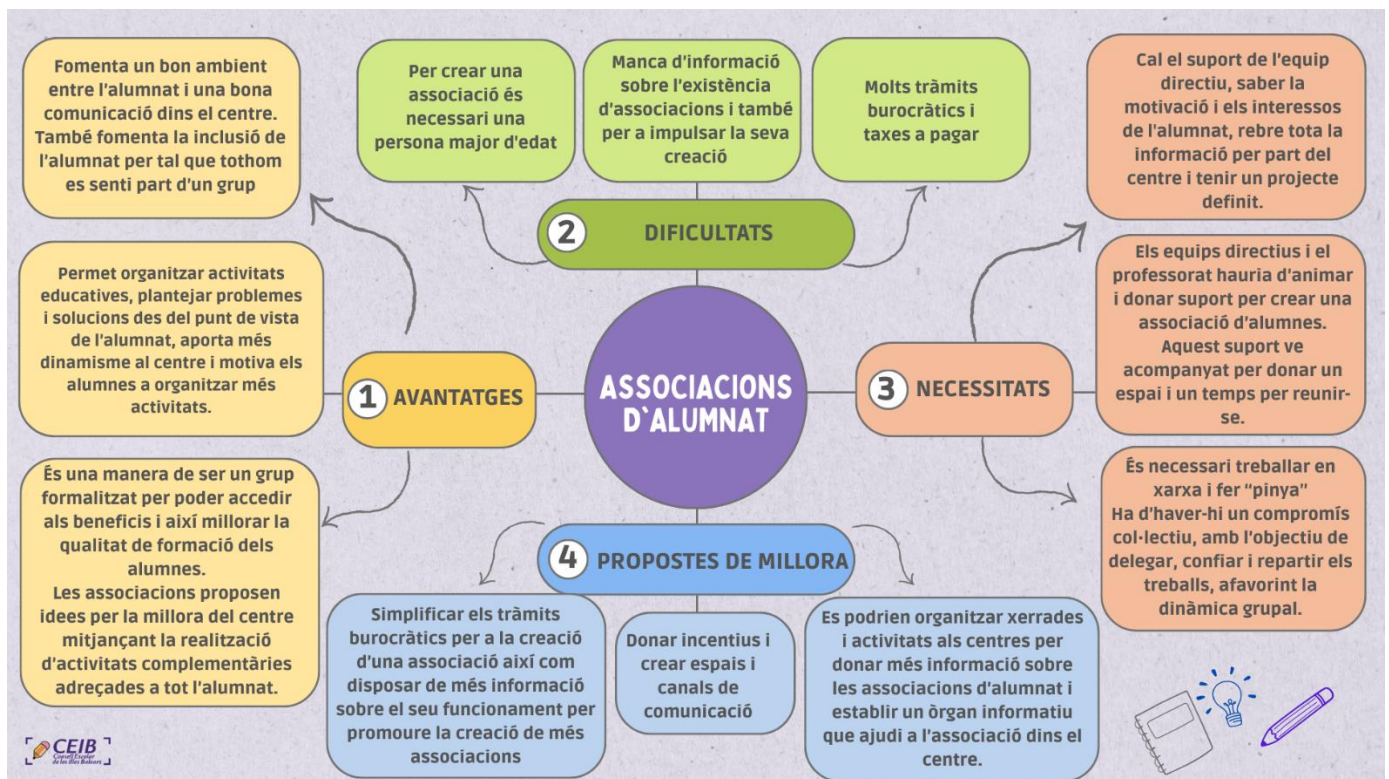 ASSOCIACIONS
D'ALUMNAT
1 AVANTATGES
Fomenta un bon ambient
entre l'alumnat i una bona
comunicació dins el centre.
També fomenta la inclusió de
l'alumnat per tal que tothom
es senti part d'un grup
Permet organitzar activitats
educatives, plantejar problemes
i solucions des del punt de vista
de l'alumnat, aporta més
dinamisme al centre i motiva els
alumnes a organitzar més
activitats.
És una manera de ser un grup
formalitzat per poder accedir
als beneficis i així millorar la
qualitat de formació dels
alumnes.
Les associacions proposen
idees per la millora del centre
mitjançant la realització
d'activitats complementàries
adreçades a tot l'alumnat.
2 DIFICULTATS
Per crear una
associació és
necessari una
persona major d'edat
Manca d'informació
sobre l'existència
d'associacions i també
per a impulsar la seva
creació
Molts tràmits
burocràtics i
taxes a pagar
3 NECESSITATS
Cal el suport de l'equip
directiu, saber la
motivació i els interessos
de l'alumnat, rebre tota la
informació per part del
centre i tenir un projecte
definit.
Els equips directius i el
professorat hauria d'animar
i donar suport per crear una
associació d'alumnes.
Aquest suport ve
acompanyat per donar un
espai i un temps per reunir-
se.
És necessari treballar en
xarxa i fer “pinya”
Ha d'haver-hi un compromís
col·lectiu, amb l'objectiu de
delegar, confiar i repartir els
treballs, afavorint la
dinàmica grupal.
4 PROPOSTES DE MILLORA
Simplificar els tràmits
burocràtics per a la creació
d'una associació així com
disposar de més informació
sobre el seu funcionament per
promoure la creació de més
associacions
Donar incentius i
crear espais i
canals de
comunicació
Es podrien organitzar xerrades
i activitats als centres per
donar més informació sobre
les associacions d'alumnat i
establir un òrgan informatiu
que ajudi a l'associació dins el
centre.
CEIB
Consell Escolar
de les Illes Balears